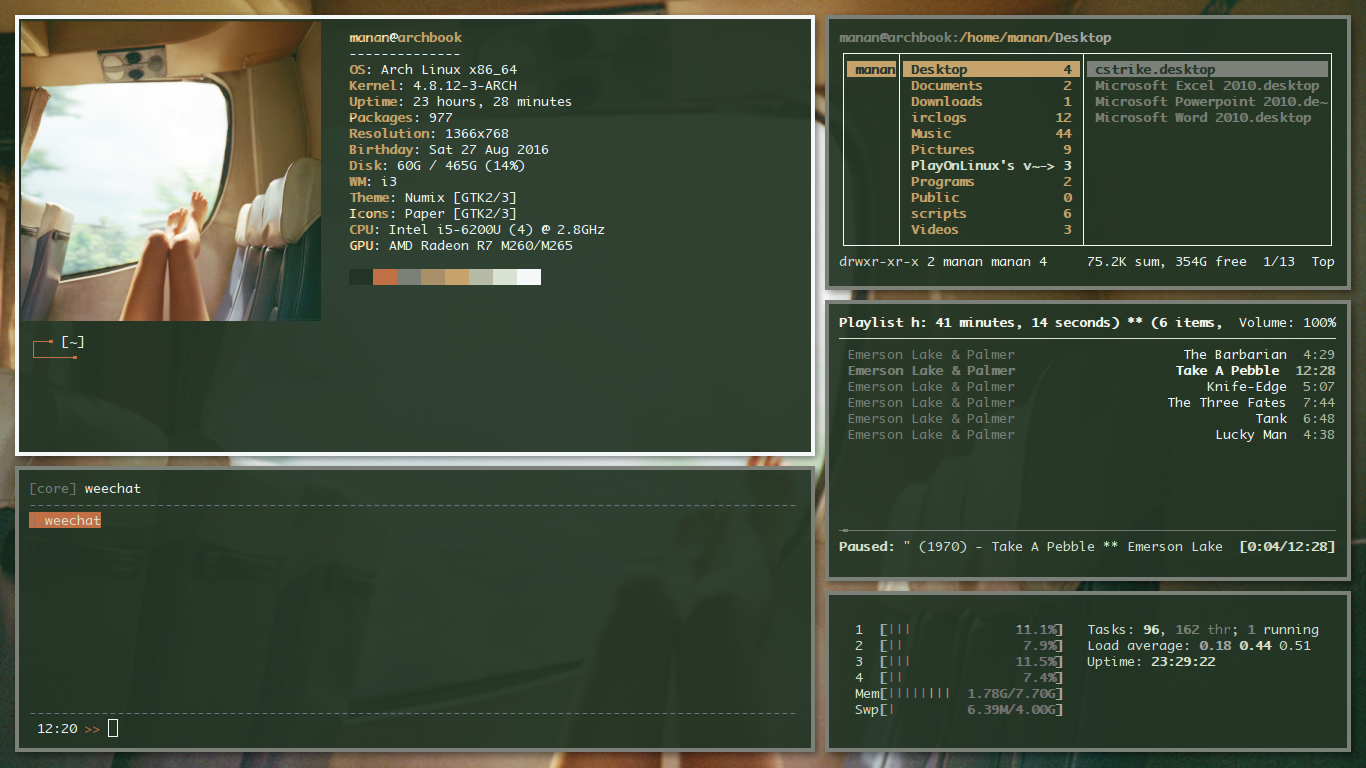 manan@archbook
--------------
OS: Arch Linux x86_64
Kernel: 4.8.12-3-ARCH
Uptime: 23 hours, 28 minutes
Packages: 977
Resolution: 1366x768
Birthday: Sat 27 Aug 2016
Disk: 60G / 465G (14%)
WM: i3
Theme: Numix [GTK2/3]
Icons: Paper [GTK2/3]
CPU: Intel i5-6200U (4) @ 2.8GHz
GPU: AMD Radeon R7 M260/M265
[~]
[core] weechat
1 weechat
12:20 >>
manan@archbook:/home/manan/Desktop
manan Desktop 4 cstrike.desktop
Documents 2 Microsoft Excel 2010.desktop
Downloads 1 Microsoft Powerpoint 2010.de~
irclogs 12 Microsoft Word 2010.desktop
Music 44
Pictures 9
PlayOnLinux's v~-> 3
Programs 2
Public 0
scripts 6
Videos 3
drwxr-xr-x 2 manan manan 4 75.2K sum, 354G free 1/13 Top
Playlist h: 41 minutes, 14 seconds) ** (6 items, Volume: 100%
Emerson Lake & Palmer The Barbarian 4:29
Emerson Lake & Palmer Take A Pebble 12:28
Emerson Lake & Palmer Knife-Edge 5:07
Emerson Lake & Palmer The Three Fates 7:44
Emerson Lake & Palmer Tank 6:48
Emerson Lake & Palmer Lucky Man 4:38
Paused: " (1970) - Take A Pebble ** Emerson Lake [0:04/12:28]
1 [||| 11.1%] Tasks: 96, 162 thr; 1 running
2 [|| 7.9%] Load average: 0.18 0.44 0.51
3 [||| 11.5%] Uptime: 23:29:22
4 [|| 7.4%]
Mem[|||||||| 1.78G/7.70G]
Swp[| 6.39M/4.00G]